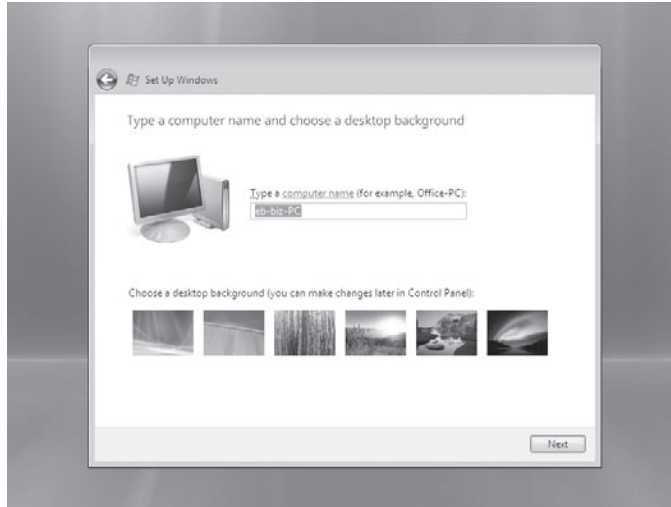 Set Up Windows
Type a computer name and choose a desktop background
Type a computer name (for example, Office-PC):
eb-biz-PC
Choose a desktop background (you can make changes later in Control Panel):
Next